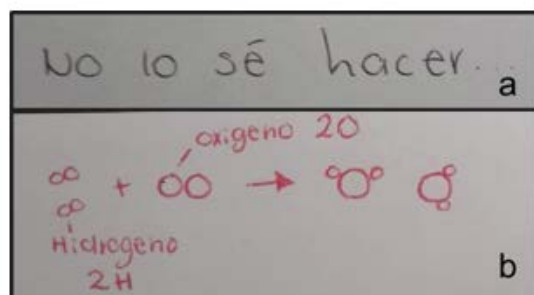 No lo sé hacer...
a
oxigeno 2O
+
→
Hidrogeno
2H
b